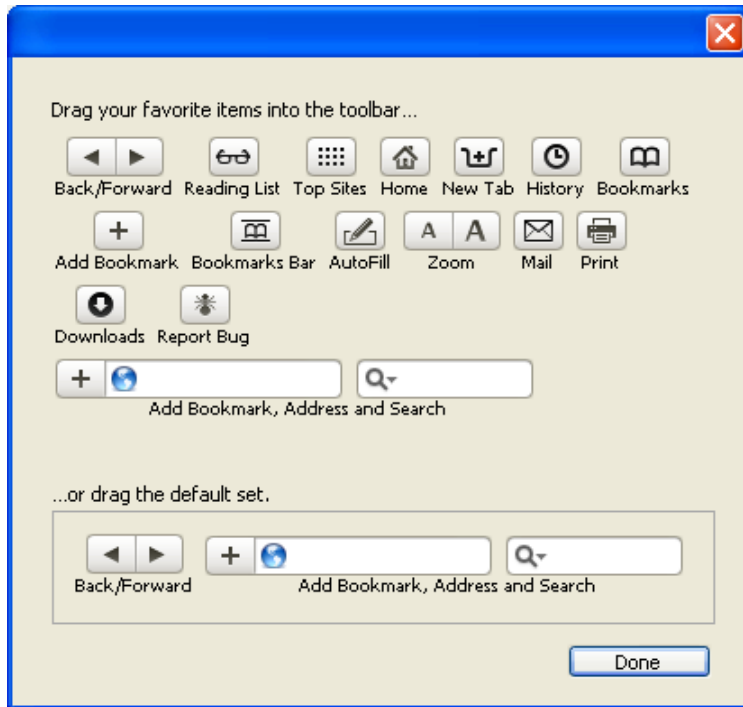 Drag your favorite items into the toolbar...
Back/Forward Reading List Top Sites Home New Tab History Bookmarks
A A
Add Bookmark Bookmarks Bar AutoFill Zoom Mail Print
Downloads Report Bug
Add Bookmark, Address and Search
...or drag the default set.
Back/Forward Add Bookmark, Address and Search
Done